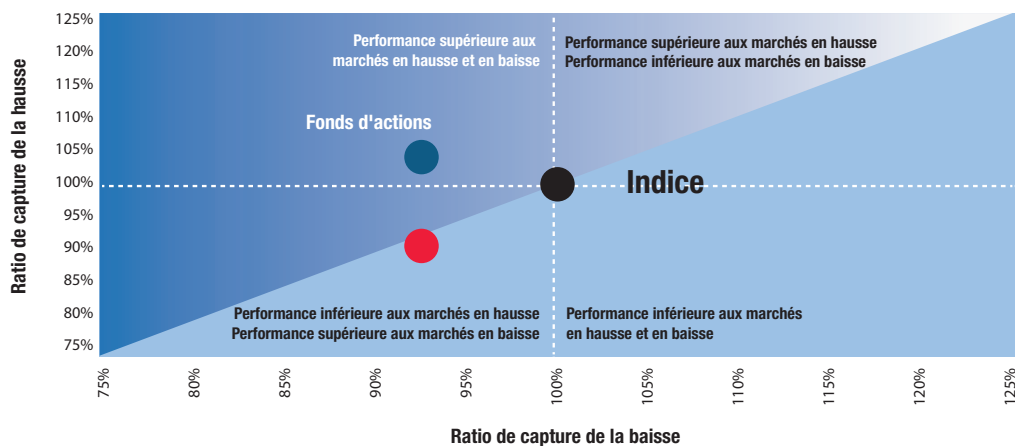 Ratio de capture de la hausse
125%
120%
115%
110%
105%
100%
95%
90%
85%
80%
75%
Performance supérieure aux
marchés en hausse et en baisse
Performance supérieure aux marchés en hausse
Performance inférieure aux marchés en baisse
Fonds d'actions
Indice
Performance inférieure aux marchés en hausse
Performance supérieure aux marchés en baisse
Performance inférieure aux marchés
en hausse et en baisse
75%
80%
85%
90%
95%
100%
105%
110%
115%
120%
125%
Ratio de capture de la baisse